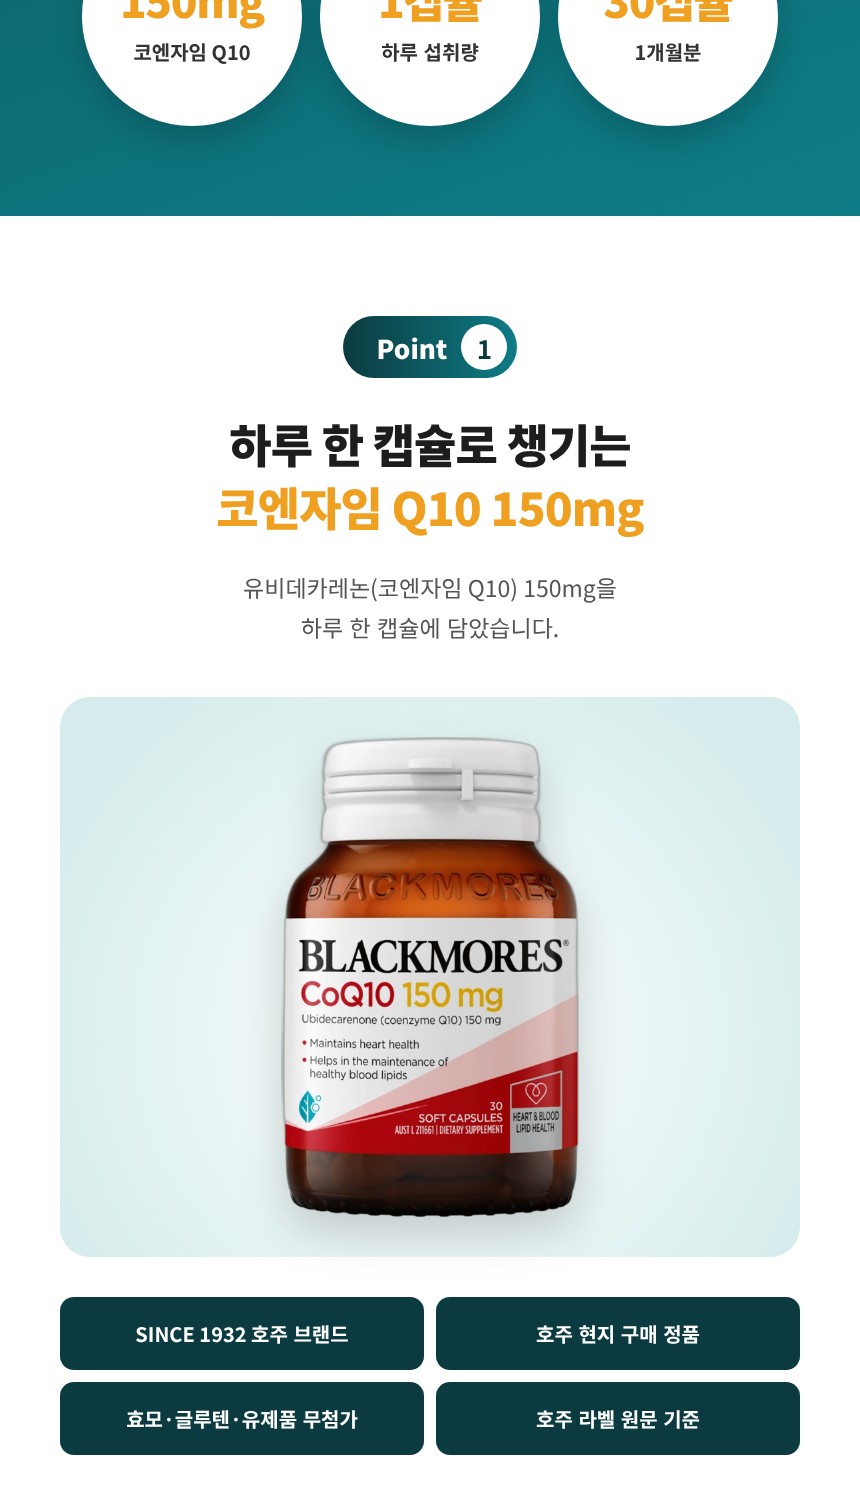 150mg
1캡슐
30캡슐
코엔자임 Q10
하루 섭취량
1개월분
Point 1
하루 한 캡슐로 챙기는
코엔자임 Q10 150mg
유비데카레논(코엔자임 Q10) 150mg을
하루 한 캡슐에 담았습니다.
BLACKMORES
BLACKMORES®
CoQ10 150 mg
Ubidecarenone (coenzyme Q10) 150 mg
• Maintains heart health
• Helps in the maintenance of
healthy blood lipids
30
SOFT CAPSULES
AUST L 211661 | DIETARY SUPPLEMENT
HEART & BLOOD
LIPID HEALTH
SINCE 1932 호주 브랜드
호주 현지 구매 정품
효모·글루텐·유제품 무첨가
호주 라벨 원문 기준